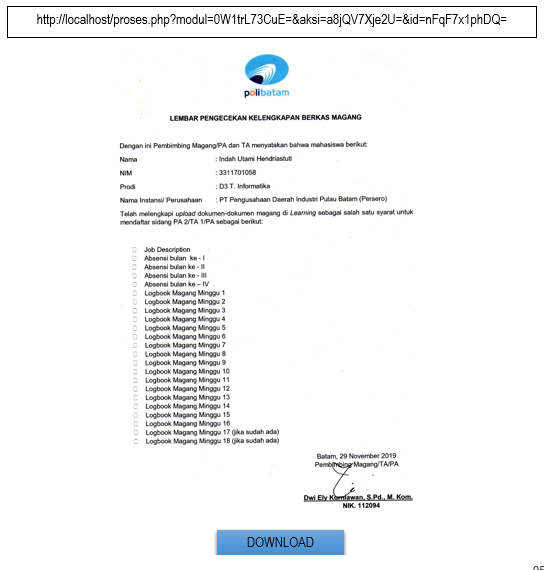 http://localhost/proses.php?modul=0W1trL73CuE=&aksi=a8jQV7Xje2U=&id=nFqF7x1phDQ=
polibatam
LEMBAR PENGECEKAN KELENGKAPAN BERKAS MAGANG
Dengan ini Pembimbing Magang/PA dan TA menyatakan bahwa mahasiswa berikut:
Nama : Indah Utami Hendriastuti
NIM : 3311701058
Prodi : D3 T. Informatika
Nama Instansi/ Perusahaan : PT Pengusahaan Daerah Industri Pulau Batam (Persero)
Telah melengkapi upload dokumen-dokumen magang di Learning sebagai salah satu syarat untuk
mendaftar sidang PA 2/TA 1/PA sebagai berikut:
Job Description
Absensi bulan ke - I
Absensi bulan ke - II
Absensi bulan ke - III
Absensi bulan ke – IV
Logbook Magang Minggu 1
Logbook Magang Minggu 2
Logbook Magang Minggu 3
Logbook Magang Minggu 4
Logbook Magang Minggu 5
Logbook Magang Minggu 6
Logbook Magang Minggu 7
Logbook Magang Minggu 8
Logbook Magang Minggu 9
Logbook Magang Minggu 10
Logbook Magang Minggu 11
Logbook Magang Minggu 12
Logbook Magang Minggu 13
Logbook Magang Minggu 14
Logbook Magang Minggu 15
Logbook Magang Minggu 16
Logbook Magang Minggu 17 (jika sudah ada)
Logbook Magang Minggu 18 (jika sudah ada)
Batam, 29 November 2019
Pembimbing Magang/TA/PA
Dwi Ely Kurniawan, S.Pd., M. Kom.
NIK. 112094
DOWNLOAD